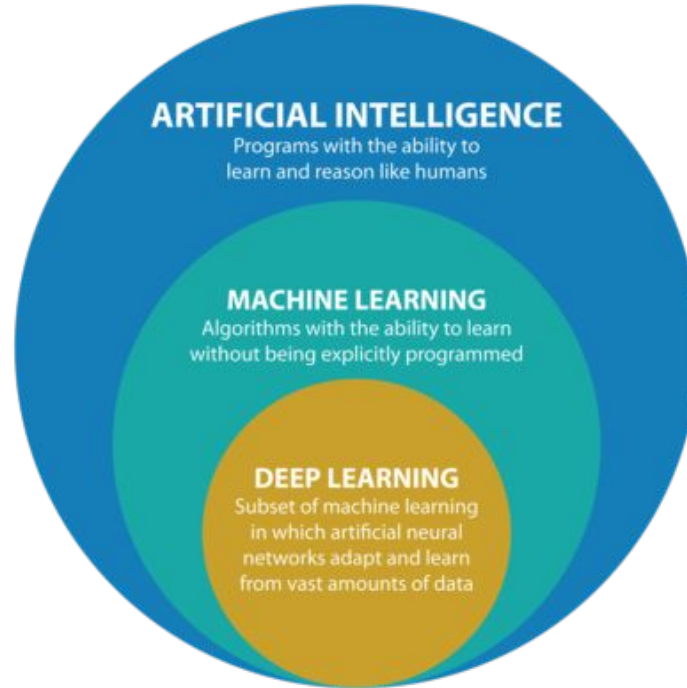 ARTIFICIAL INTELLIGENCE
Programs with the ability to
learn and reason like humans
MACHINE LEARNING
Algorithms with the ability to learn
without being explicitly programmed
DEEP LEARNING
Subset of machine learning
in which artificial neural
networks adapt and learn
from vast amounts of data